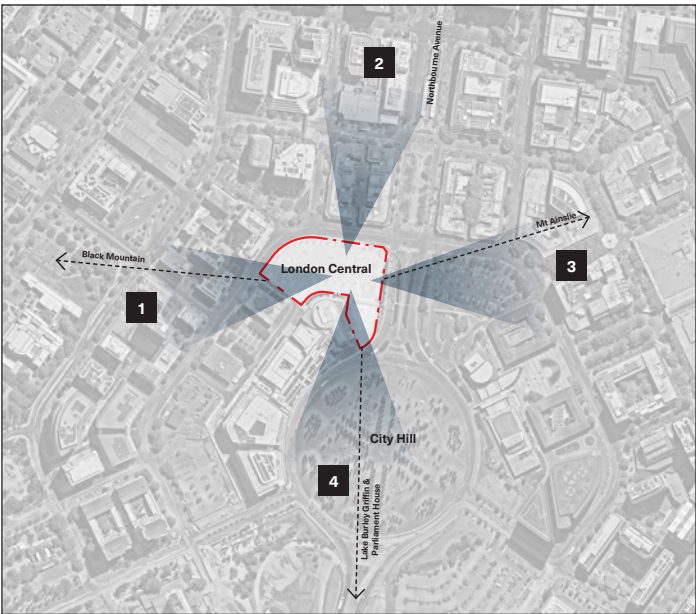 2
Northbourne Avenue
Mt Ainslie
Black Mountain
London Central
3
1
City Hill
4
Lake Burley Griffin &
Parliament House